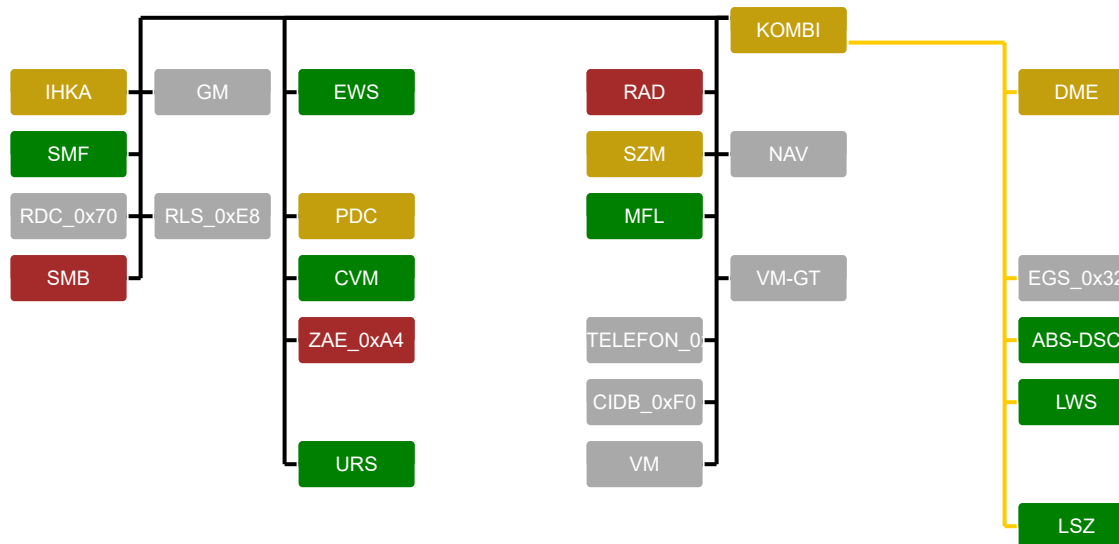 KOMBI
IHKA
GM
EWS
RAD
DME
SMF
SZM
NAV
RDC_0x70
RLS_0xE8
PDC
MFL
SMB
CVM
VM-GT
EGS_0x32
ZAE_0xA4
TELEFON_0
ABS-DSC
CIDB_0xF0
LWS
URS
VM
LSZ